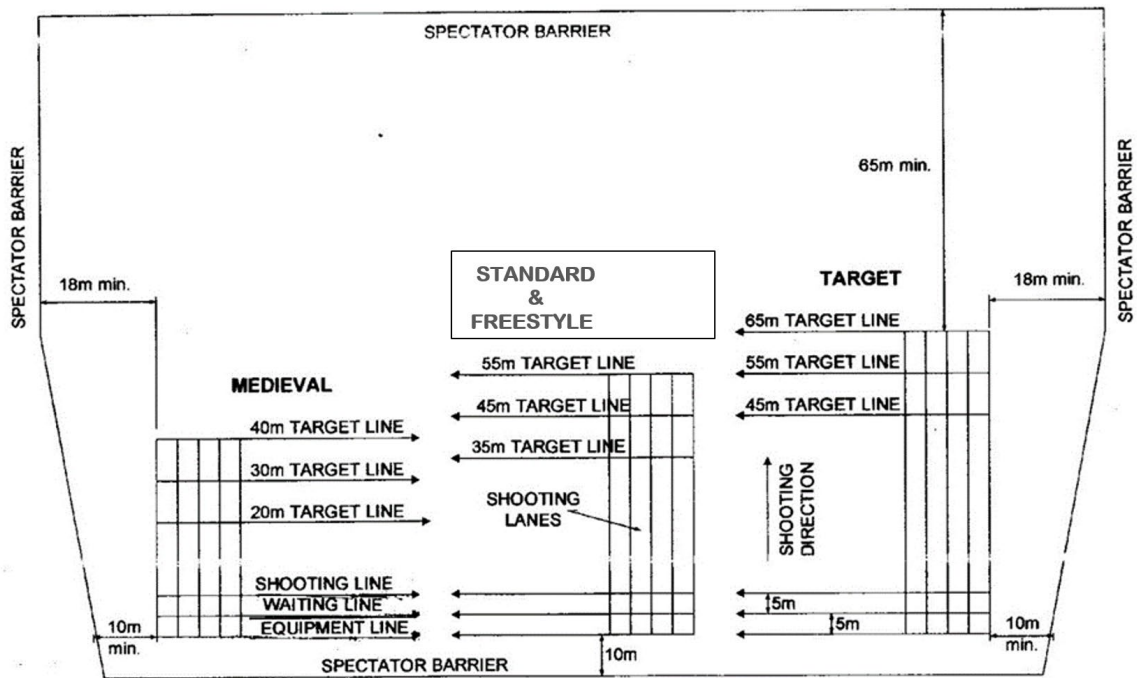 SPECTATOR BARRIER
SPECTATOR BARRIER
SPECTATOR BARRIER
65m min.
18m min.
STANDARD
&
FREESTYLE
TARGET
18m min.
65m TARGET LINE
55m TARGET LINE
55m TARGET LINE
MEDIEVAL
45m TARGET LINE
45m TARGET LINE
40m TARGET LINE
35m TARGET LINE
30m TARGET LINE
SHOOTING
LANES
SHOOTING
DIRECTION
20m TARGET LINE
SHOOTING LINE
WAITING LINE
5m
EQUIPMENT LINE
5m
10m
min.
10m
min.
10m
SPECTATOR BARRIER